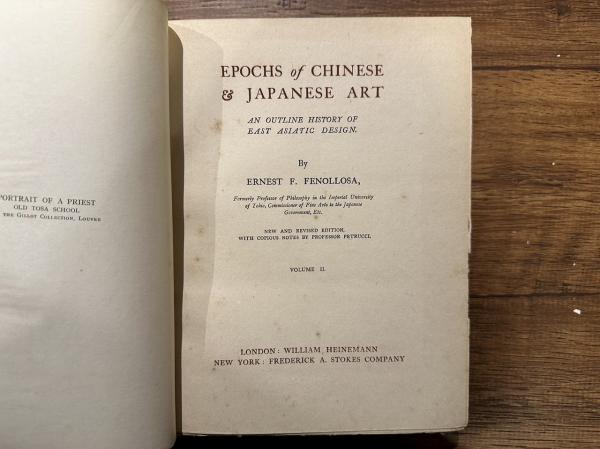 PORTRAIT OF A PRIEST
OLD TOSA SCHOOL
THE GILLOT COLLECTION, LOUVRE
EPOCHS of CHINESE
& JAPANESE ART
AN OUTLINE HISTORY OF
EAST ASIATIC DESIGN.
By
ERNEST F. FENOLLOSA,
Formerly Professor of Philosophy in the Imperial University
of Tokio, Commissioner of Fine Arts to the Japanese
Government, Etc.
NEW AND REVISED EDITION,
WITH COPIOUS NOTES BY PROFESSOR PETRUCCI.
VOLUME II.
LONDON: WILLIAM HEINEMANN
NEW YORK: FREDERICK A. STOKES COMPANY